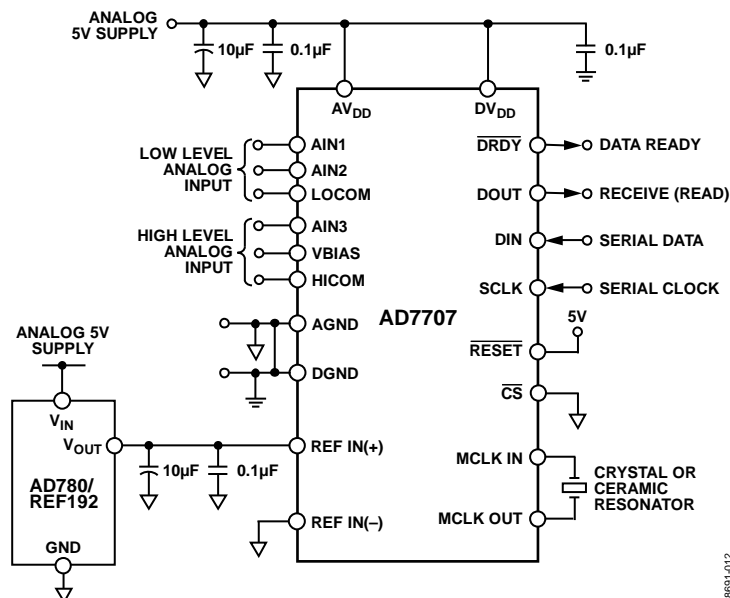 ANALOG
5V SUPPLY
10µF
0.1µF
0.1µF
AVDD
DVDD
LOW LEVEL
ANALOG
INPUT
AIN1
AIN2
LOCOM
HIGH LEVEL
ANALOG
INPUT
AIN3
VBIAS
HICOM
AGND
DGND
REF IN(+)
REF IN(–)
AD7707
DRDY
DATA READY
DOUT
RECEIVE (READ)
DIN
SERIAL DATA
SCLK
SERIAL CLOCK
5V
RESET
CS
MCLK IN
MCLK OUT
CRYSTAL OR
CERAMIC
RESONATOR
ANALOG 5V
SUPPLY
VIN
VOUT
AD780/
REF192
GND
10µF
0.1µF